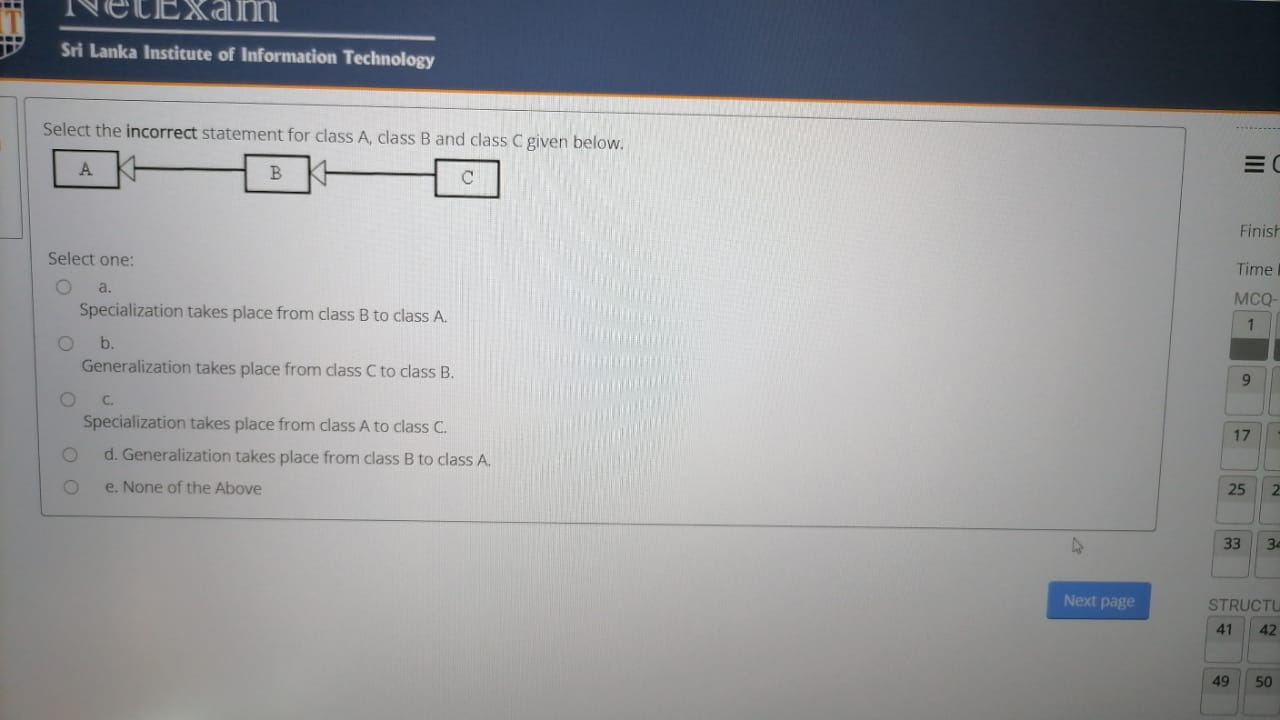 NetExam
Sri Lanka Institute of Information Technology
Select the incorrect statement for class A, class B and class C given below.
A B C
Select one:
a.
Specialization takes place from class B to class A.
b.
Generalization takes place from class C to class B.
c.
Specialization takes place from class A to class C.
d. Generalization takes place from class B to class A.
e. None of the Above
Next page
Finish
Time
MCQ-
1
9
17
25 2
33 34
STRUCTU
41 42
49 50